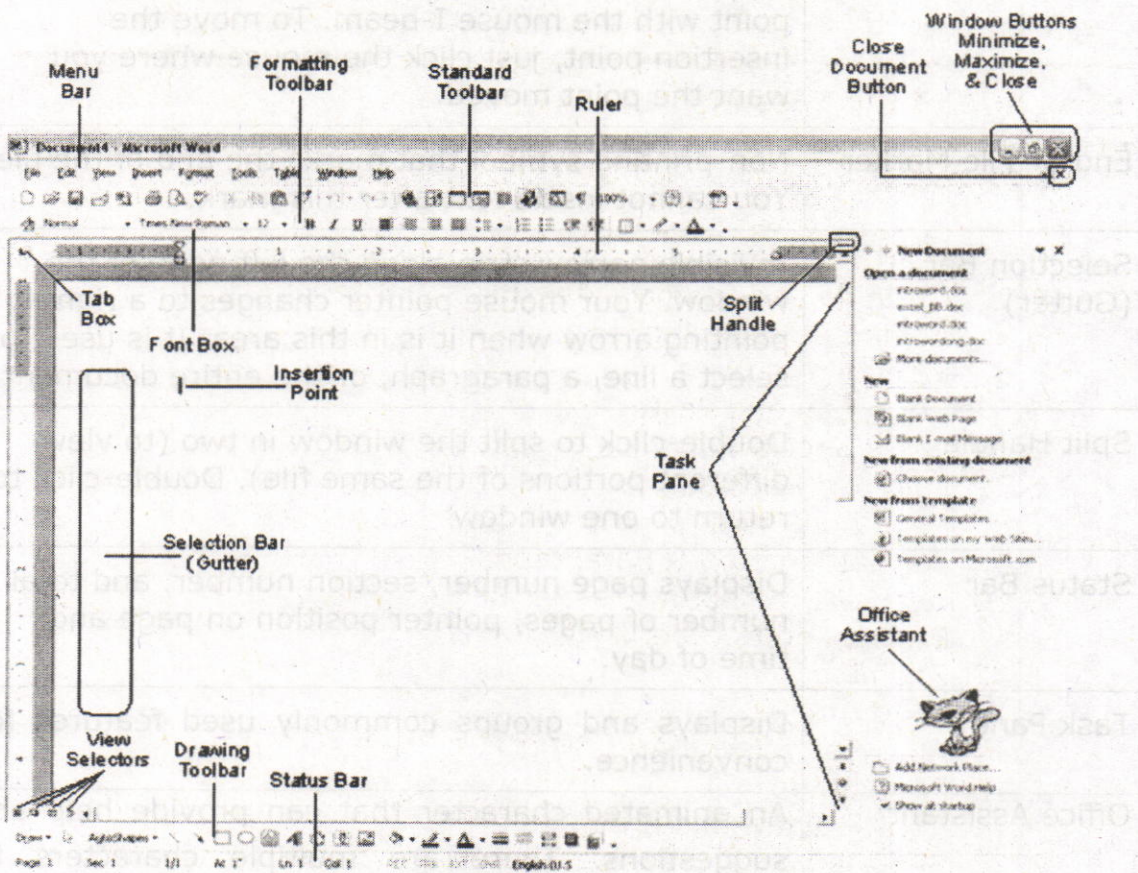 Window Buttons
Minimize,
Maximize,
& Close
Close
Document
Button
Menu
Bar
Formatting
Toolbar
Standard
Toolbar
Ruler
Document4 - Microsoft Word
File Edit View Insert Format Tools Table Window Help
100%
Normal Times New Roman 12 B I U
New Document
Open a document
introword.doc
introword.doc
More documents...
New
Blank Document
Blank Web Page
Blank E-mail Message
New from existing document
Choose document...
New from template
General Templates...
Templates on my Web Sites...
Templates on Microsoft.com
Tab
Box
Font Box
Split
Handle
Insertion
Point
Task
Pane
Selection Bar
(Gutter)
Office
Assistant
View
Selectors
Drawing
Toolbar
Status Bar
Add Network Place...
Microsoft Word Help
Show at startup
Draw AutoShapes
Page 1 Sec 1 1/1 At 1" Ln 1 Col 1 English (U.S
point with the mouse I-beam. To move the
insertion point, just click the mouse where you
want the point moved.
Selection Bar
(Gutter)
window. Your mouse pointer changes to a
pointing arrow when it is in this area. It is used
select a line, a paragraph, or the entire document
Split Handle
Double-click to split the window in two (to view
different portions of the same file). Double-click to
return to one window
Status Bar
Displays page number, section number, and total
number of pages, pointer position on page and
time of day.
Task Pane
Displays and groups commonly used features
convenience.
Office Assistant
An animated character that can provide
suggestions. characters